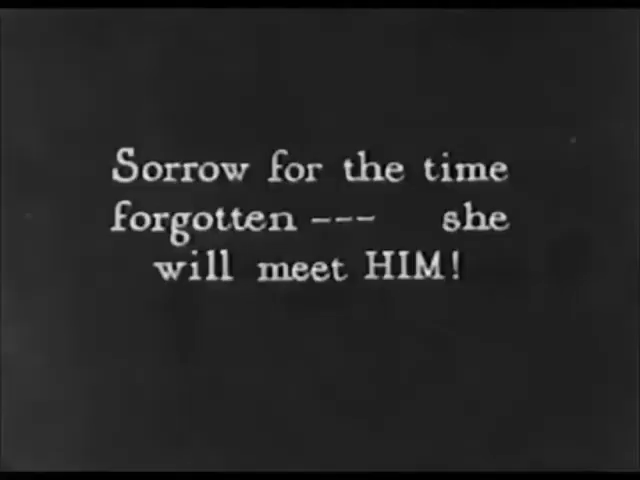 Sorrow for the time
forgotten --- she
will meet HIM!